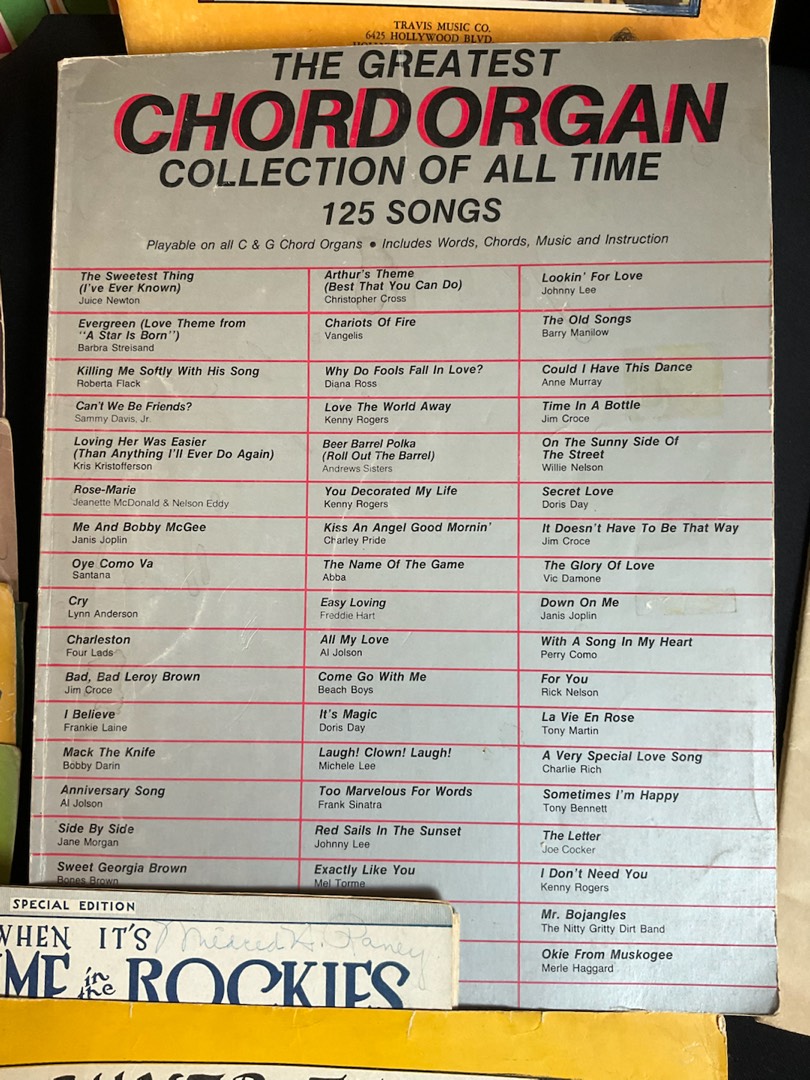 TRAVIS MUSIC CO.
6425 HOLLYWOOD BLVD.
THE GREATEST
CHORD ORGAN
COLLECTION OF ALL TIME
125 SONGS
Playable on all C & G Chord Organs • Includes Words, Chords, Music and Instruction
The Sweetest Thing
(I've Ever Known)
Juice Newton
Evergreen (Love Theme from
"A Star Is Born")
Barbra Streisand
Killing Me Softly With His Song
Roberta Flack
Can't We Be Friends?
Sammy Davis, Jr.
Loving Her Was Easier
(Than Anything I'll Ever Do Again)
Kris Kristofferson
Rose-Marie
Jeanette McDonald & Nelson Eddy
Me And Bobby McGee
Janis Joplin
Oye Como Va
Santana
Cry
Lynn Anderson
Charleston
Four Lads
Bad, Bad Leroy Brown
Jim Croce
I Believe
Frankie Laine
Mack The Knife
Bobby Darin
Anniversary Song
Al Jolson
Side By Side
Jane Morgan
Sweet Georgia Brown
Bones Brown
Arthur's Theme
(Best That You Can Do)
Christopher Cross
Chariots Of Fire
Vangelis
Why Do Fools Fall In Love?
Diana Ross
Love The World Away
Kenny Rogers
Beer Barrel Polka
(Roll Out The Barrel)
Andrews Sisters
You Decorated My Life
Kenny Rogers
Kiss An Angel Good Mornin'
Charley Pride
The Name Of The Game
Abba
Easy Loving
Freddie Hart
All My Love
Al Jolson
Come Go With Me
Beach Boys
It's Magic
Doris Day
Laugh! Clown! Laugh!
Michele Lee
Too Marvelous For Words
Frank Sinatra
Red Sails In The Sunset
Johnny Lee
Exactly Like You
Mel Torme
Lookin' For Love
Johnny Lee
The Old Songs
Barry Manilow
Could I Have This Dance
Anne Murray
Time In A Bottle
Jim Croce
On The Sunny Side Of
The Street
Willie Nelson
Secret Love
Doris Day
It Doesn't Have To Be That Way
Jim Croce
The Glory Of Love
Vic Damone
Down On Me
Janis Joplin
With A Song In My Heart
Perry Como
For You
Rick Nelson
La Vie En Rose
Tony Martin
A Very Special Love Song
Charlie Rich
Sometimes I'm Happy
Tony Bennett
The Letter
Joe Cocker
I Don't Need You
Kenny Rogers
Mr. Bojangles
The Nitty Gritty Dirt Band
Okie From Muskogee
Merle Haggard
SPECIAL EDITION
WHEN IT'S
Mildred H. Raney
ME in the ROCKIES